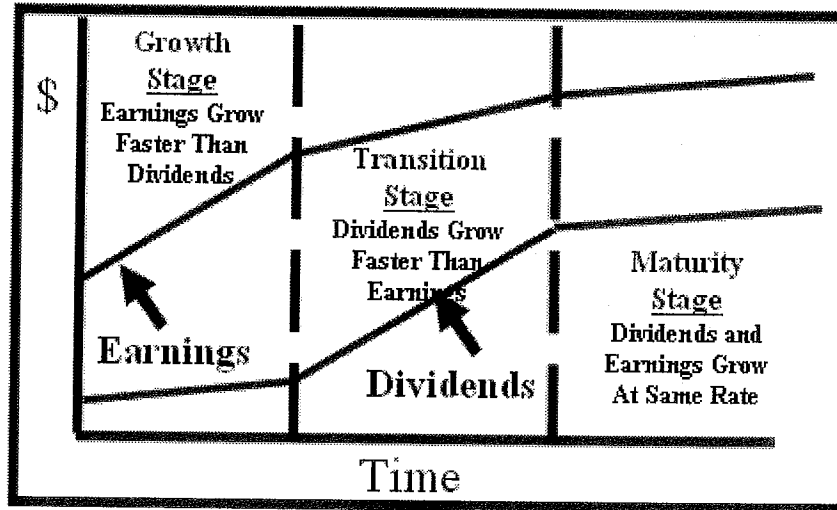 $
Growth
Stage
Earnings Grow
Faster Than
Dividends
Earnings
Transition
Stage
Dividends Grow
Faster Than
Earnings
Dividends
Maturity
Stage
Dividends and
Earnings Grow
At Same Rate
Time